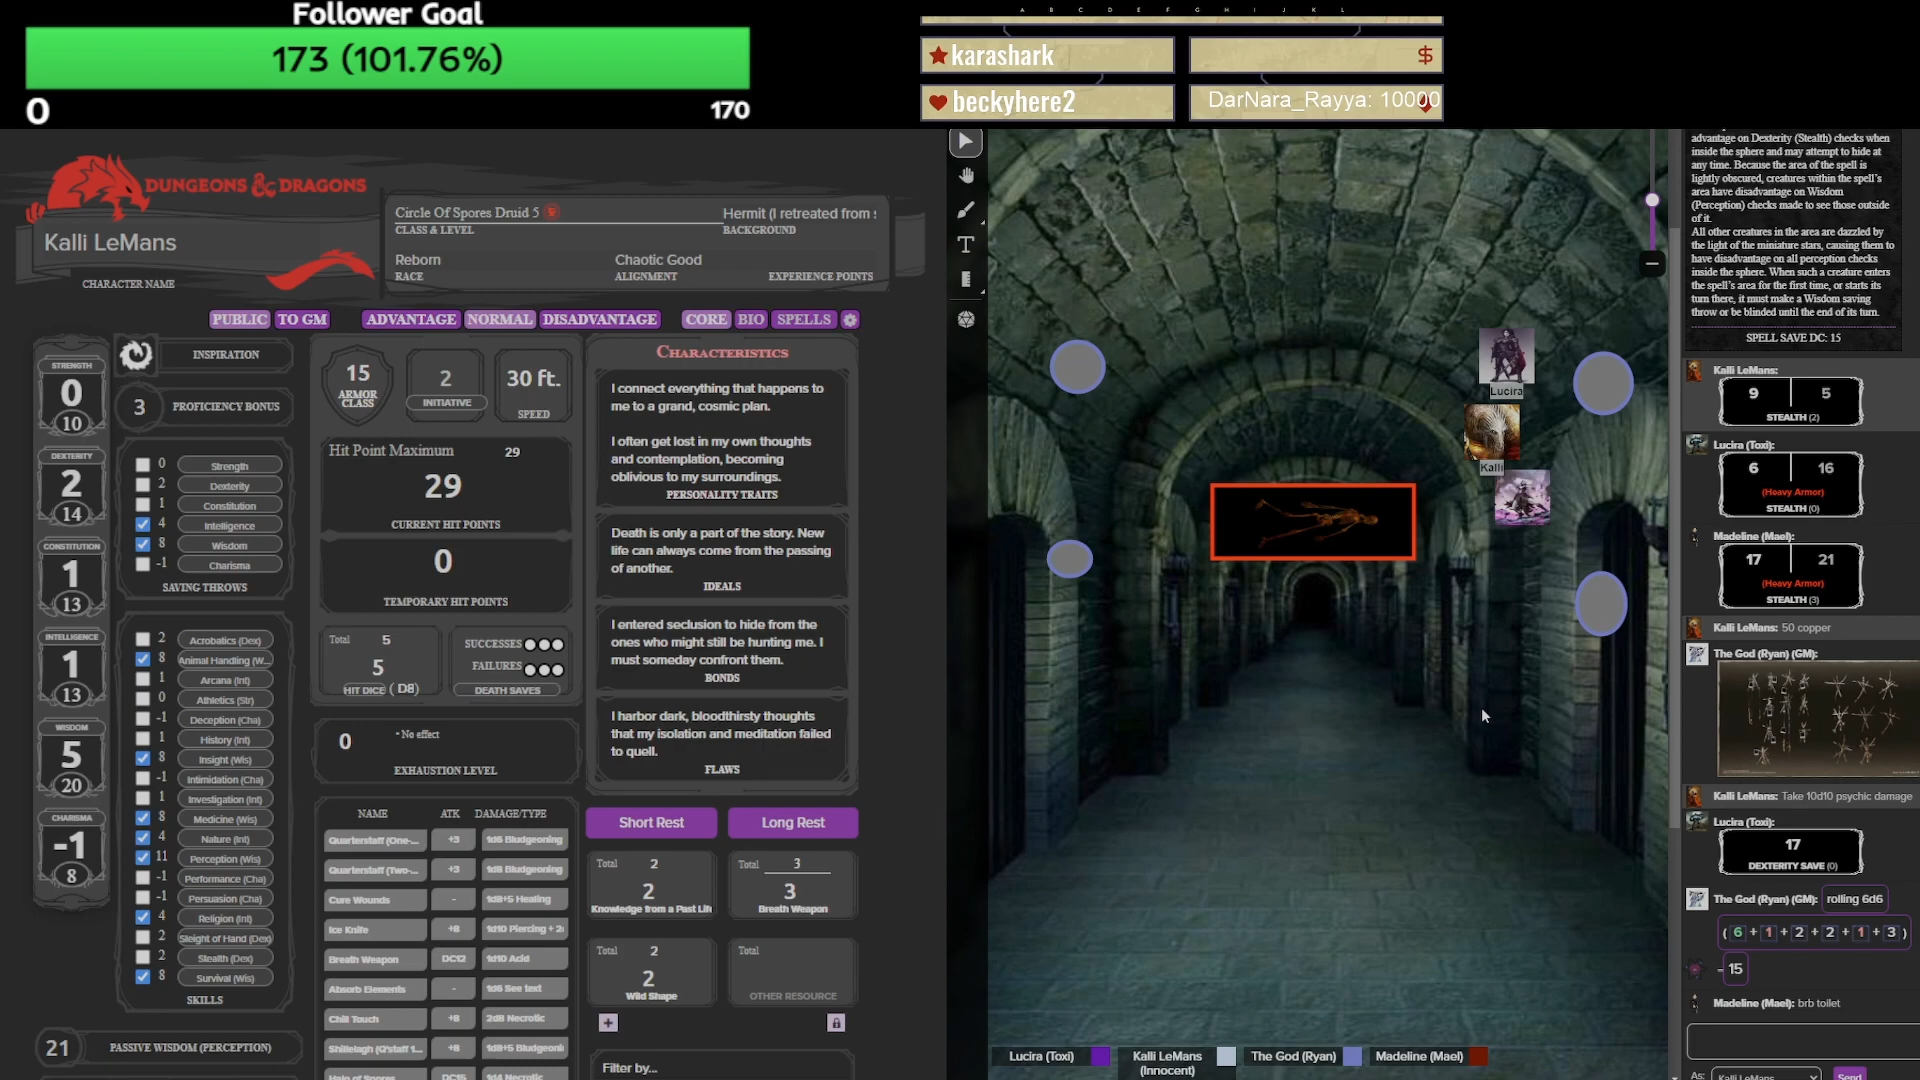 Follower Goal
173 (101.76%)
0
170
A B C D E F G H I J K L
karashark
$
beckyhere2
DarNara_Rayya: 10000
DUNGEONS & DRAGONS
Kalli LeMans
CHARACTER NAME
Circle Of Spores Druid 5
CLASS & LEVEL
Hermit (I retreated from s
BACKGROUND
Reborn
RACE
Chaotic Good
ALIGNMENT
EXPERIENCE POINTS
PUBLIC TO GM ADVANTAGE NORMAL DISADVANTAGE CORE BIO SPELLS
STRENGTH
0
10
DEXTERITY
2
14
CONSTITUTION
1
13
INTELLIGENCE
1
13
WISDOM
5
20
CHARISMA
-1
8
INSPIRATION
3 PROFICIENCY BONUS
0 Strength
2 Dexterity
1 Constitution
4 Intelligence
8 Wisdom
-1 Charisma
SAVING THROWS
2 Acrobatics (Dex)
8 Animal Handling (W...
1 Arcana (Int)
0 Athletics (Str)
-1 Deception (Cha)
1 History (Int)
8 Insight (Wis)
-1 Intimidation (Cha)
1 Investigation (Int)
8 Medicine (Wis)
4 Nature (Int)
11 Perception (Wis)
-1 Performance (Cha)
-1 Persuasion (Cha)
4 Religion (Int)
2 Sleight of Hand (Dex)
2 Stealth (Dex)
8 Survival (Wis)
SKILLS
21 PASSIVE WISDOM (PERCEPTION)
15
ARMOR
CLASS
2
INITIATIVE
30 ft.
SPEED
Hit Point Maximum 29
29
CURRENT HIT POINTS
0
TEMPORARY HIT POINTS
Total 5
5
HIT DICE ( D8)
SUCCESSES
FAILURES
DEATH SAVES
0
• No effect
EXHAUSTION LEVEL
NAME ATK DAMAGE/TYPE
Quarterstaff (One-... +3 1d6 Bludgeoning
Quarterstaff (Two-... +3 1d8 Bludgeoning
Cure Wounds - 1d8+5 Healing
Ice Knife +8 1d10 Piercing + 2
Breath Weapon DC12 1d10 Acid
Absorb Elements - 1d6 See text
Chill Touch +8 2d8 Necrotic
Shillelagh (Q'staff 1... +8 1d8+5 Bludgeoni
Halo of Spores DC15 1d4 Necrotic
CHARACTERISTICS
I connect everything that happens to
me to a grand, cosmic plan.
I often get lost in my own thoughts
and contemplation, becoming
oblivious to my surroundings.
PERSONALITY TRAITS
Death is only a part of the story. New
life can always come from the passing
of another.
IDEALS
I entered seclusion to hide from the
ones who might still be hunting me. I
must someday confront them.
BONDS
I harbor dark, bloodthirsty thoughts
that my isolation and meditation failed
to quell.
FLAWS
Short Rest
Long Rest
Total 2
2
Knowledge from a Past Life
Total 3
3
Breath Weapon
Total 2
2
Wild Shape
Total
OTHER RESOURCE
+
Filter by...
T
Lucira
Kalli
Lucira (Toxi)
Kalli LeMans
(Innocent)
The God (Ryan)
Madeline (Mael)
advantage on Dexterity (Stealth) checks when
inside the sphere and may attempt to hide at
any time. Because the area of the spell is
lightly obscured, creatures within the spell's
area have disadvantage on Wisdom
(Perception) checks made to see those outside
of it.
All other creatures in the area are dazzled by
the light of the miniature stars, causing them to
have disadvantage on all perception checks
inside the sphere. When such a creature enters
the spell's area for the first time, or starts its
turn there, it must make a Wisdom saving
throw or be blinded until the end of its turn.
SPELL SAVE DC: 15
Kalli LeMans:
9 5
STEALTH (2)
Lucira (Toxi):
6 16
(Heavy Armor)
STEALTH (0)
Madeline (Mael):
17 21
(Heavy Armor)
STEALTH (3)
Kalli LeMans: 50 copper
The God (Ryan) (GM):
Kalli LeMans: Take 10d10 psychic damage
Lucira (Toxi):
17
DEXTERITY SAVE (0)
The God (Ryan) (GM): rolling 6d6
( 6 + 1 + 2 + 2 + 1 + 3 )
=15
Madeline (Mael): brb toilet
As: Kalli LeMans Send